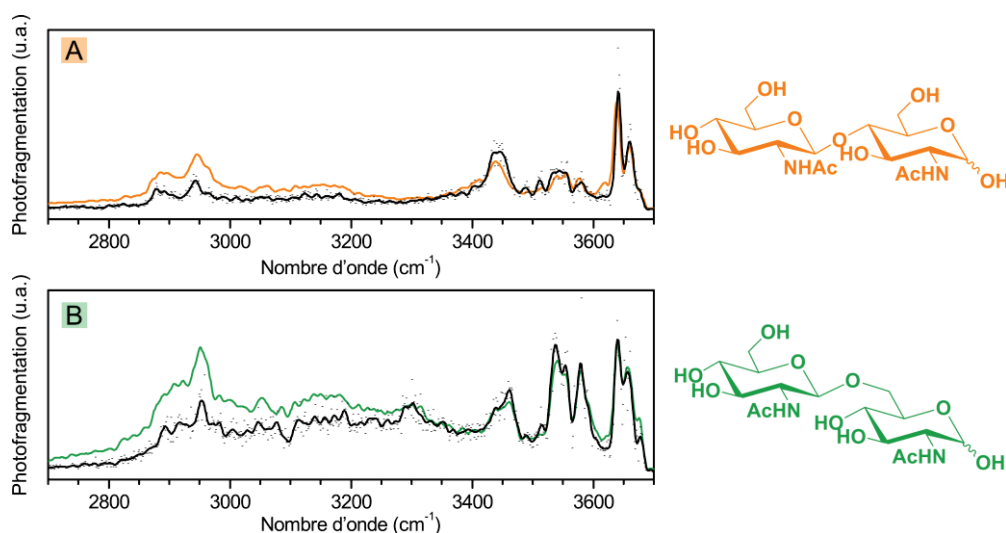 A
Photofragmentation (u.a.)
2800 3000 3200 3400 3600
Nombre d'onde (cm⁻¹)
OH
HO
HO
O
NHAc
O
OH
O
HO
AcHN
OH
B
Photofragmentation (u.a.)
2800 3000 3200 3400 3600
Nombre d'onde (cm⁻¹)
OH
HO
HO
O
AcHN
O
HO
HO
O
AcHN
OH